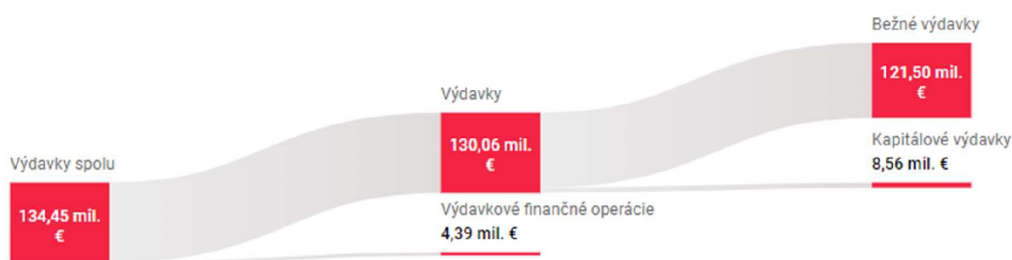 Bežné výdavky
121,50 mil.
€
Výdavky
130,06 mil.
€
Kapitálové výdavky
8,56 mil. €
Výdavky spolu
134,45 mil.
€
Výdavkové finančné operácie
4,39 mil. €